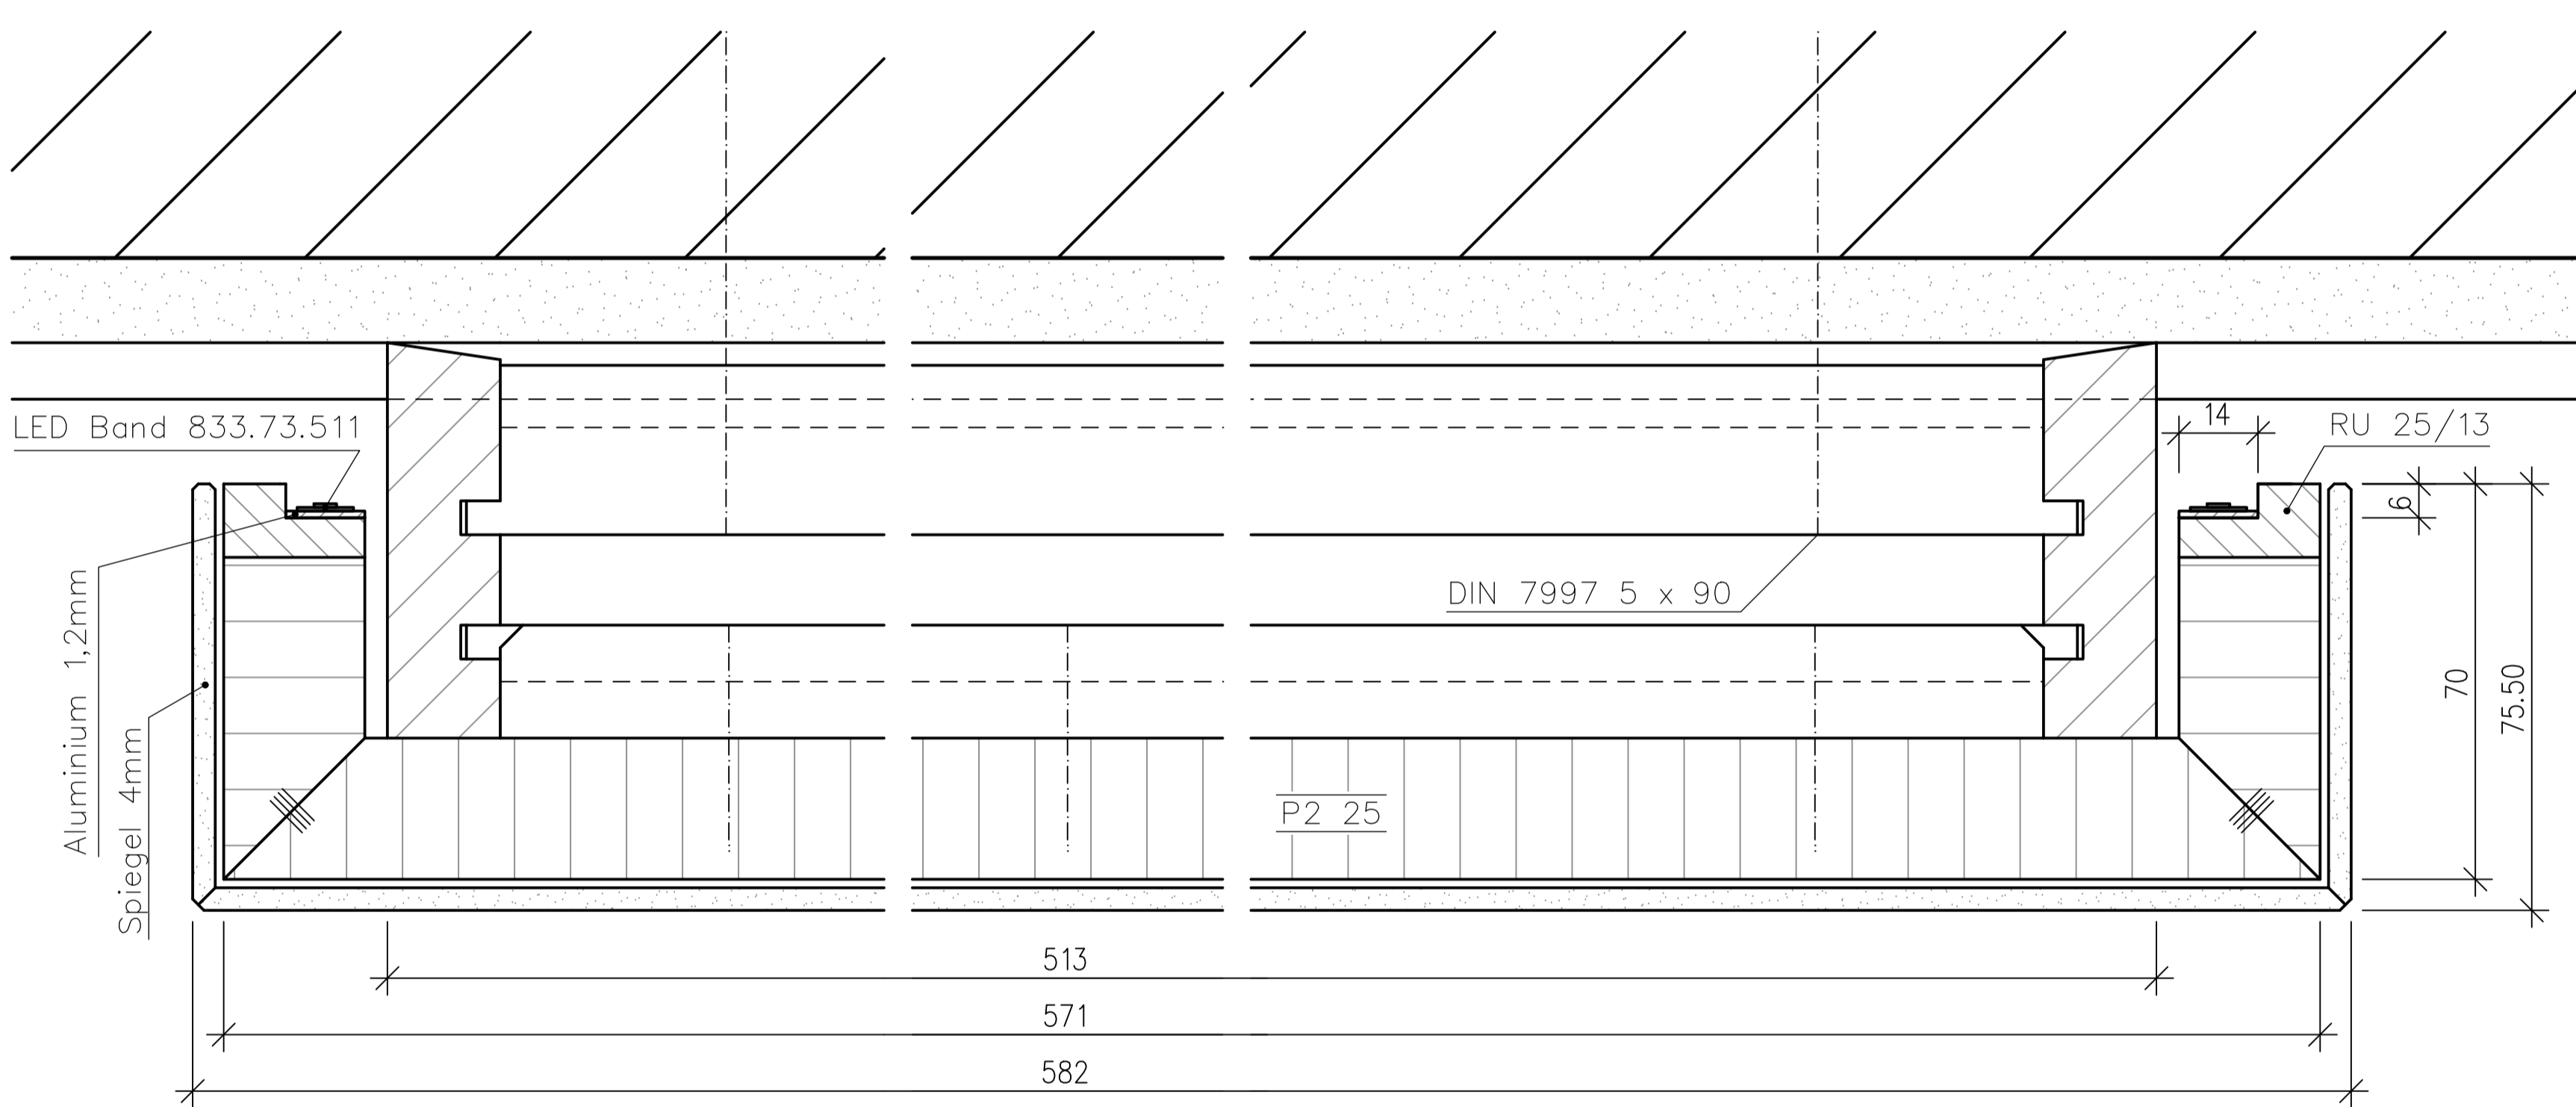 LED Band 833.73.511
14
RU 25/13
6
DIN 7997 5 x 90
Aluminium 1,2mm
Spiegel 4mm
70
75.50
P2 25
513
571
582